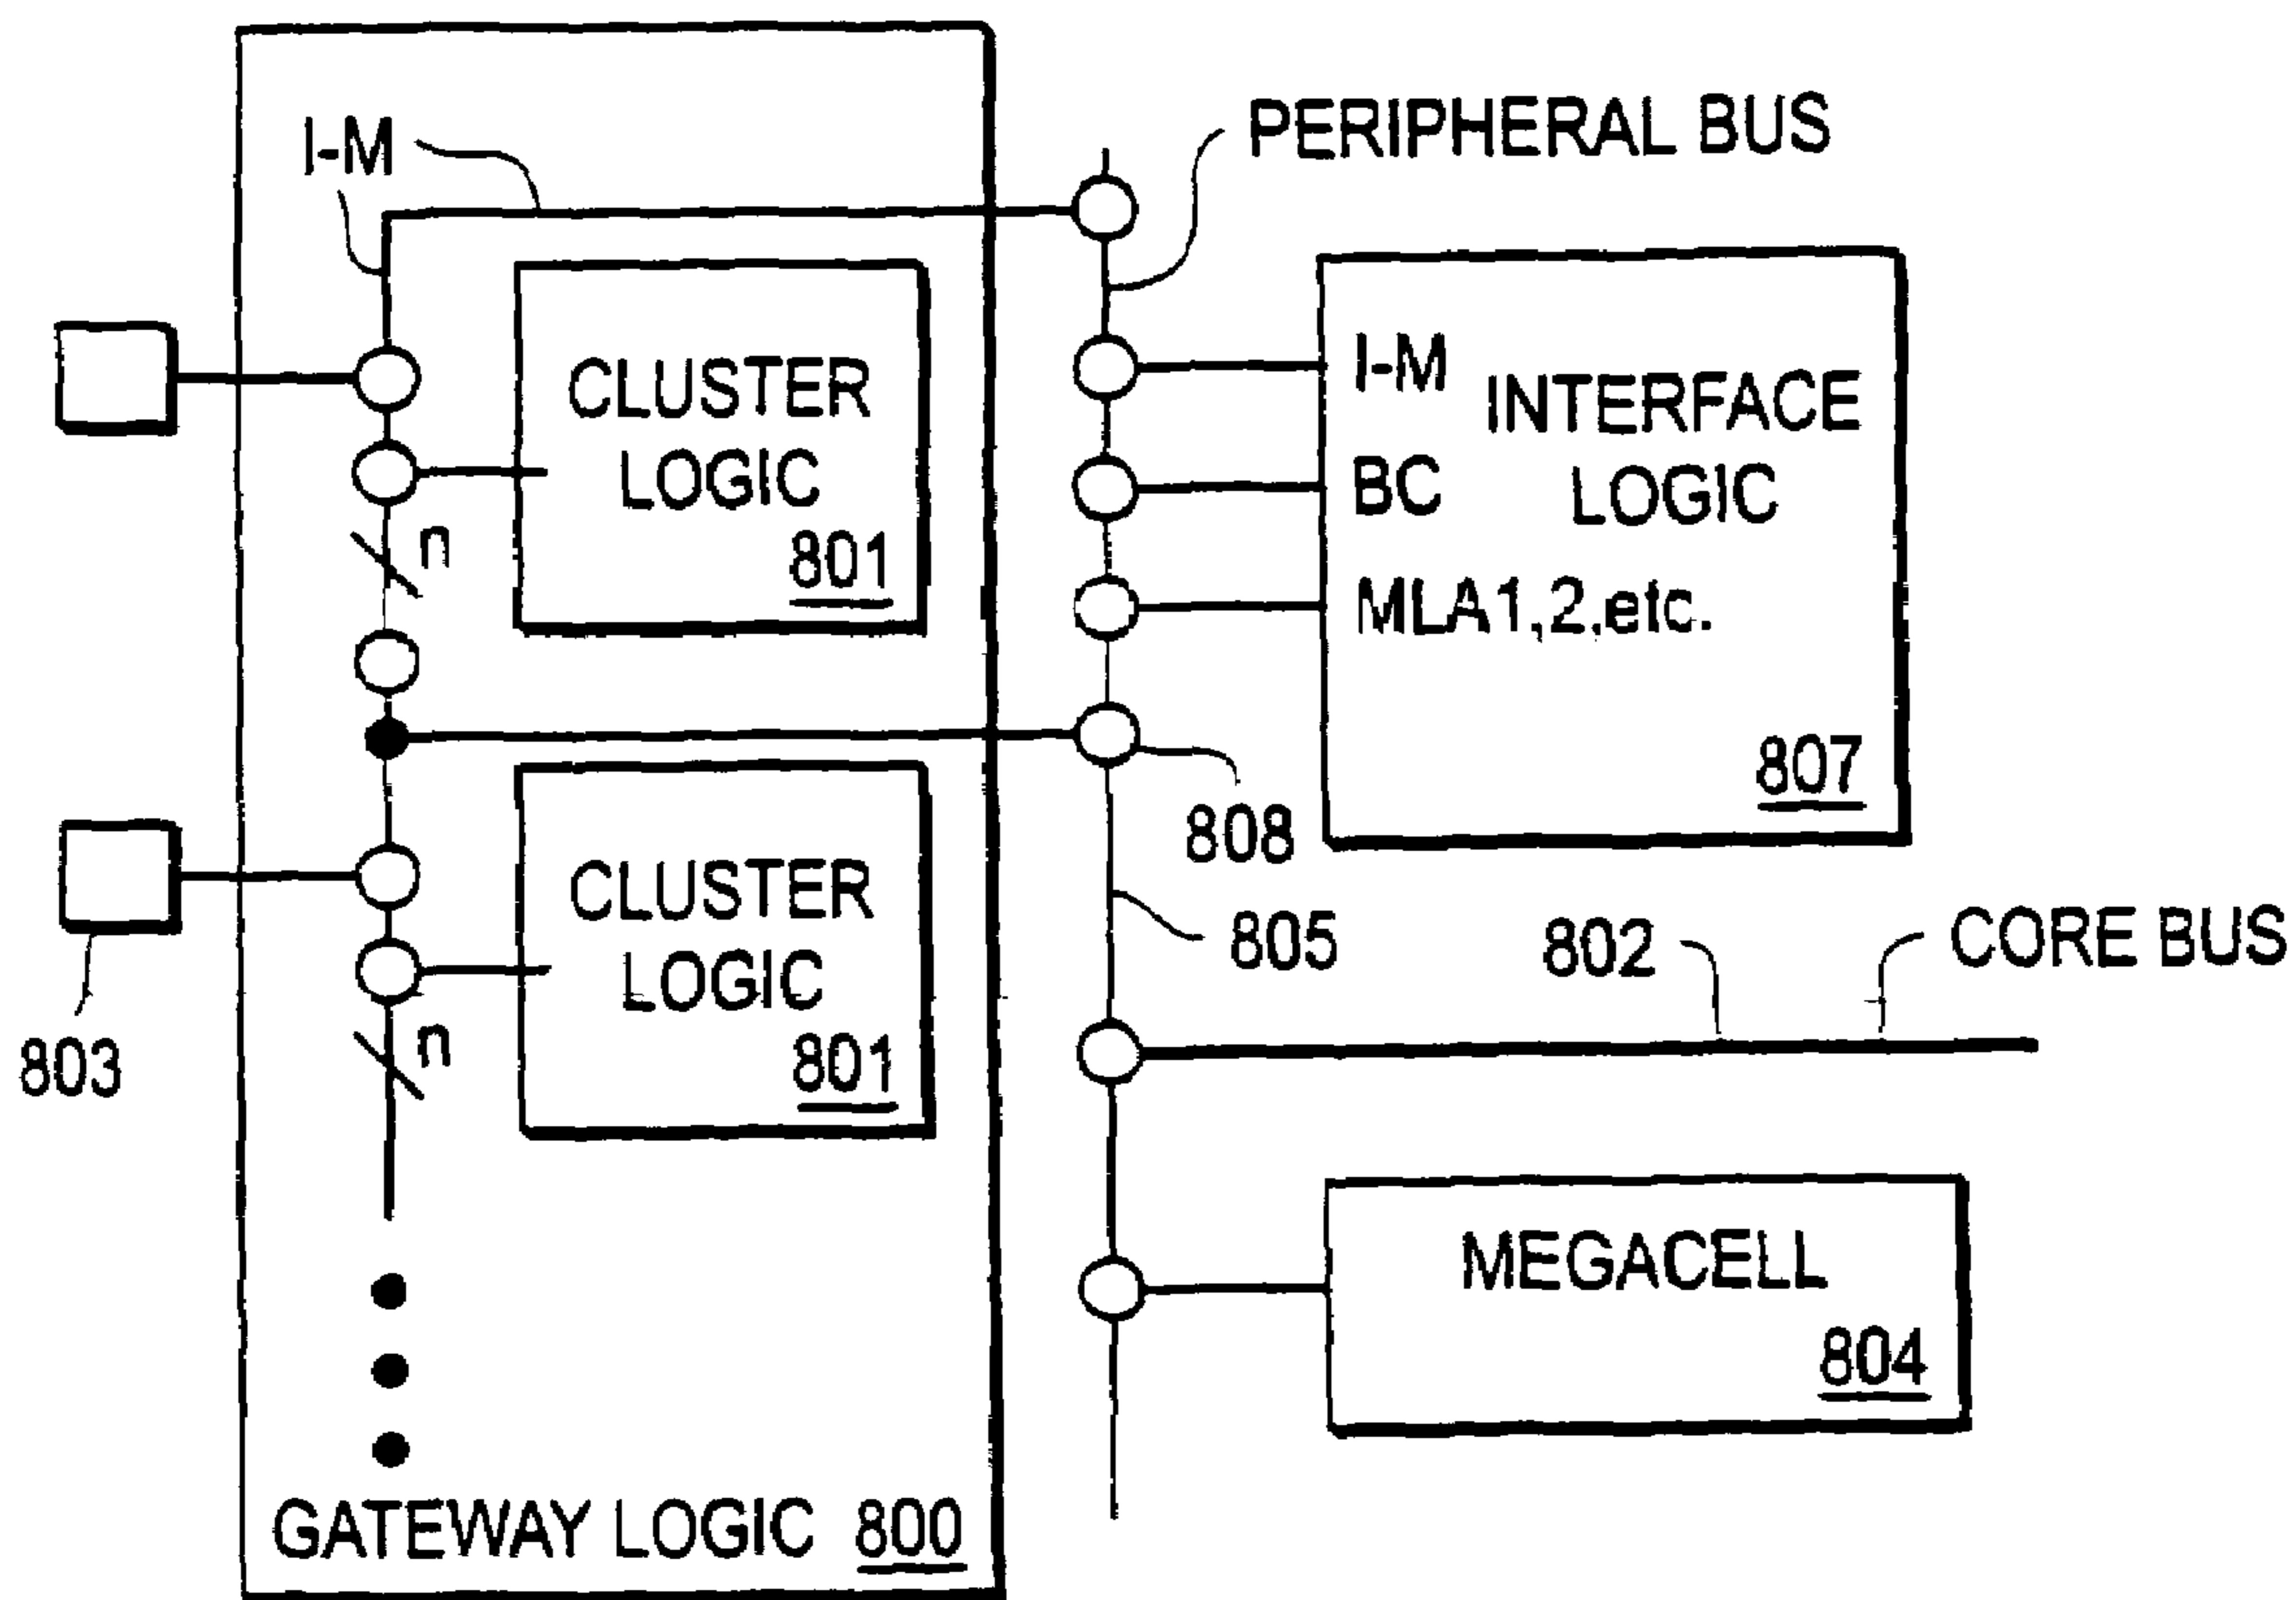 I-M
PERIPHERAL BUS
CLUSTER
LOGIC
801
n
I-M
INTERFACE
LOGIC
BC
MLA1,2,etc.
807
808
CLUSTER
LOGIC
801
n
803
805
802
CORE BUS
MEGACELL
804
GATEWAY LOGIC 800